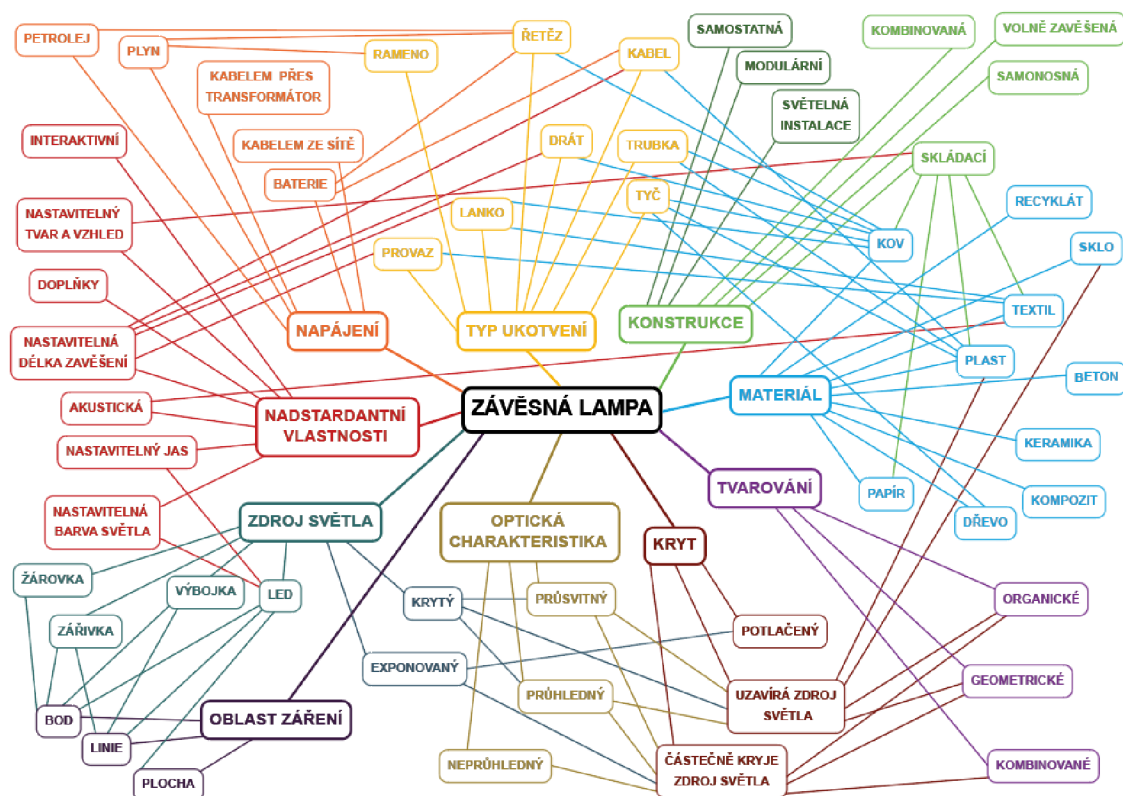 PETROLEJ
PLYN
RAMENO
ŘETĚZ
KABEL
SAMOSTATNÁ
KOMBINOVANÁ
VOLNĚ ZAVĚŠENÁ
KABELEM PŘES
TRANSFORMÁTOR
MODULÁRNÍ
SAMONOSNÁ
SVĚTELNÁ
INSTALACE
INTERAKTIVNÍ
KABELEM ZE SÍTĚ
DRÁT
TRUBKA
SKLÁDACÍ
BATERIE
TYČ
RECYKLÁT
NASTAVITELNÝ
TVAR A VZHLED
LANKO
KOV
SKLO
PROVAZ
DOPLŇKY
TEXTIL
NAPÁJENÍ
TYP UKOTVENÍ
KONSTRUKCE
NASTAVITELNÁ
DÉLKA ZAVĚŠENÍ
PLAST
BETON
AKUSTICKÁ
NADSTARDANTNÍ
VLASTNOSTI
ZÁVĚSNÁ LAMPA
MATERIÁL
NASTAVITELNÝ JAS
KERAMIKA
TVAROVÁNÍ
PAPÍR
KOMPOZIT
NASTAVITELNÁ
BARVA SVĚTLA
ZDROJ SVĚTLA
OPTICKÁ
CHARAKTERISTIKA
KRYT
DŘEVO
ŽÁROVKA
VÝBOJKA
LED
KRYTÝ
PRŮSVITNÝ
ORGANICKÉ
ZÁŘIVKA
POTLAČENÝ
EXPONOVANÝ
GEOMETRICKÉ
PRŮHLEDNÝ
UZAVÍRÁ ZDROJ
SVĚTLA
BOD
OBLAST ZÁŘENÍ
LINIE
NEPRŮHLEDNÝ
ČÁSTEČNĚ KRYJE
ZDROJ SVĚTLA
KOMBINOVANÉ
PLOCHA